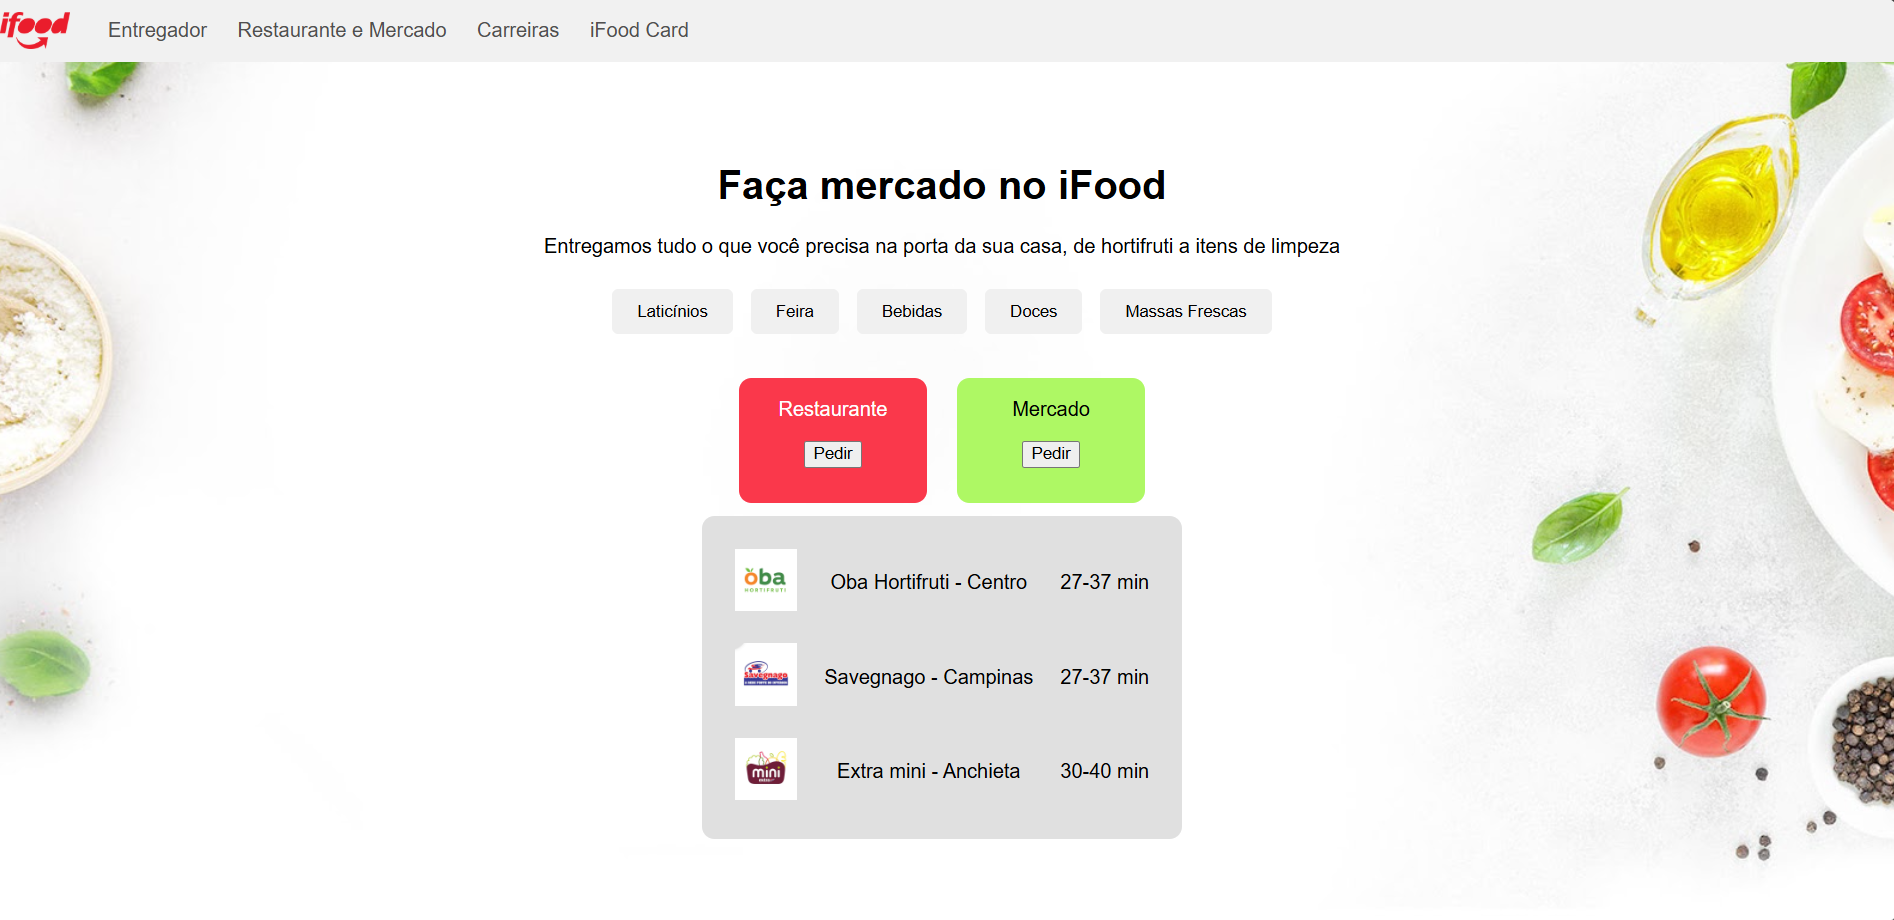 ifood
Entregador Restaurante e Mercado Carreiras iFood Card
Faça mercado no iFood
Entregamos tudo o que você precisa na porta da sua casa, de hortifruti a itens de limpeza
Laticínios Feira Bebidas Doces Massas Frescas
Restaurante Mercado
Pedir Pedir
oba
HORTIFRUTI
Oba Hortifruti - Centro 27-37 min
Savegnago
Savegnago - Campinas 27-37 min
mini
extra
Extra mini - Anchieta 30-40 min